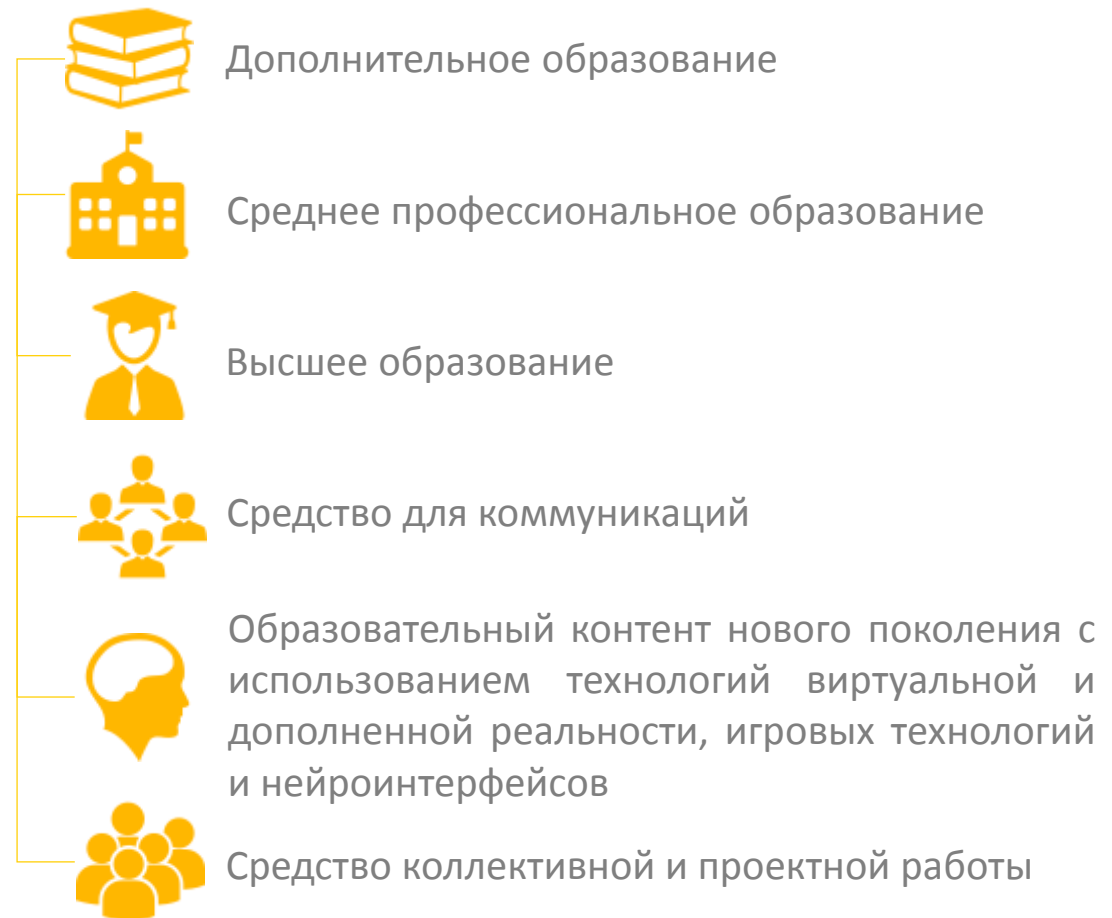 Дополнительное образование
Среднее профессиональное образование
Высшее образование
Средство для коммуникаций
Образовательный контент нового поколения с
использованием технологий виртуальной и
дополненной реальности, игровых технологий
и нейроинтерфейсов
Средство коллективной и проектной работы